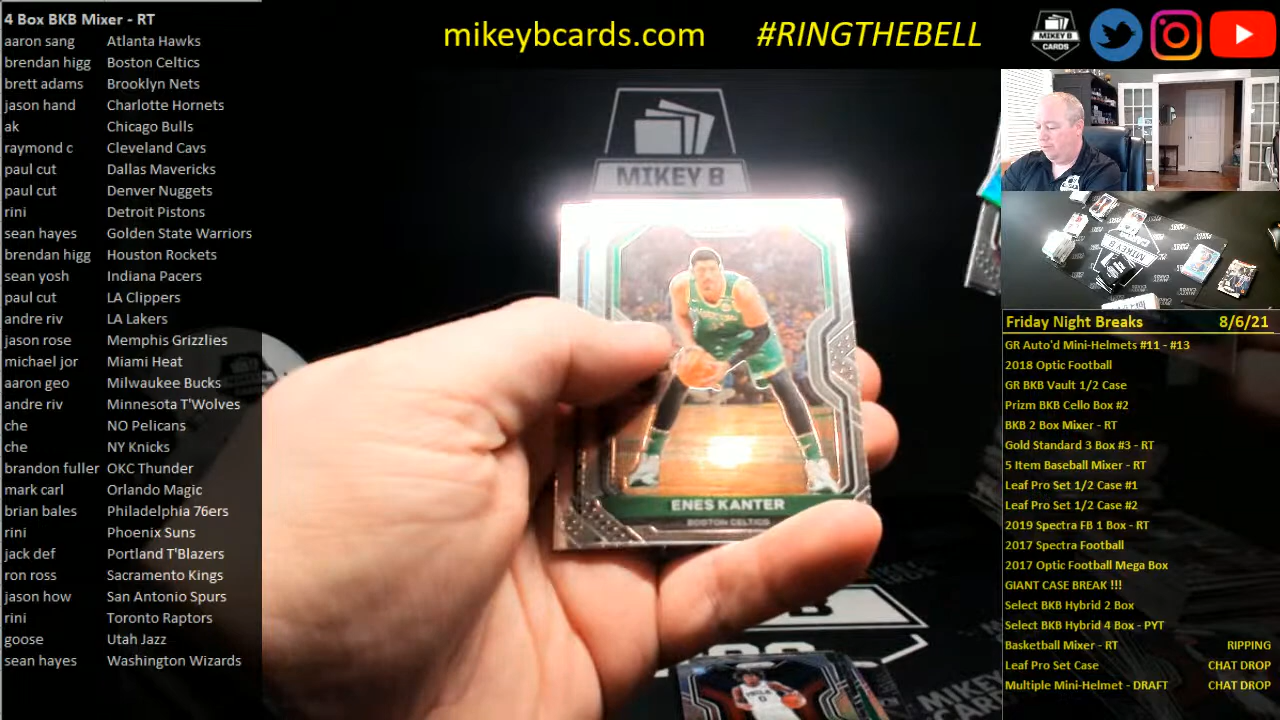 4 Box BKB Mixer - RT
aaron sang Atlanta Hawks
brendan higg Boston Celtics
brett adams Brooklyn Nets
jason hand Charlotte Hornets
ak Chicago Bulls
raymond c Cleveland Cavs
paul cut Dallas Mavericks
paul cut Denver Nuggets
rini Detroit Pistons
sean hayes Golden State Warriors
brendan higg Houston Rockets
sean yosh Indiana Pacers
paul cut LA Clippers
andre riv LA Lakers
jason rose Memphis Grizzlies
michael jor Miami Heat
aaron geo Milwaukee Bucks
andre riv Minnesota T'Wolves
che NO Pelicans
che NY Knicks
brandon fuller OKC Thunder
mark carl Orlando Magic
brian bales Philadelphia 76ers
rini Phoenix Suns
jack def Portland T'Blazers
ron ross Sacramento Kings
jason how San Antonio Spurs
rini Toronto Raptors
goose Utah Jazz
sean hayes Washington Wizards
mikeybcards.com #RINGTHEBELL
MIKEY B
CARDS
MIKEY B
ENES KANTER
BOSTON CELTICS
MIKEY B
Friday Night Breaks 8/6/21
GR Auto'd Mini-Helmets #11 - #13
2018 Optic Football
GR BKB Vault 1/2 Case
Prizm BKB Cello Box #2
BKB 2 Box Mixer - RT
Gold Standard 3 Box #3 - RT
5 Item Baseball Mixer - RT
Leaf Pro Set 1/2 Case #1
Leaf Pro Set 1/2 Case #2
2019 Spectra FB 1 Box - RT
2017 Spectra Football
2017 Optic Football Mega Box
GIANT CASE BREAK !!!
Select BKB Hybrid 2 Box
Select BKB Hybrid 4 Box - PYT
Basketball Mixer - RT RIPPING
Leaf Pro Set Case CHAT DROP
Multiple Mini-Helmet - DRAFT CHAT DROP